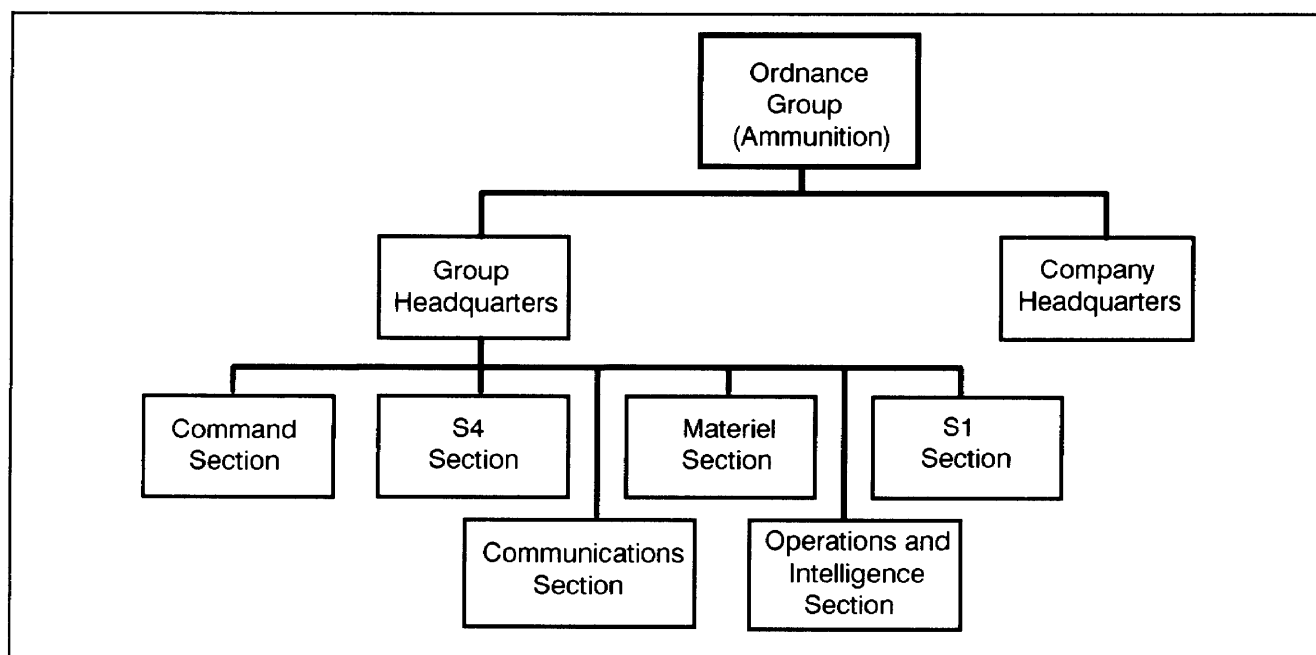 Ordnance
Group
(Ammunition)
Group
Headquarters
Company
Headquarters
Command
Section
S4
Section
Materiel
Section
S1
Section
Communications
Section
Operations and
Intelligence
Section